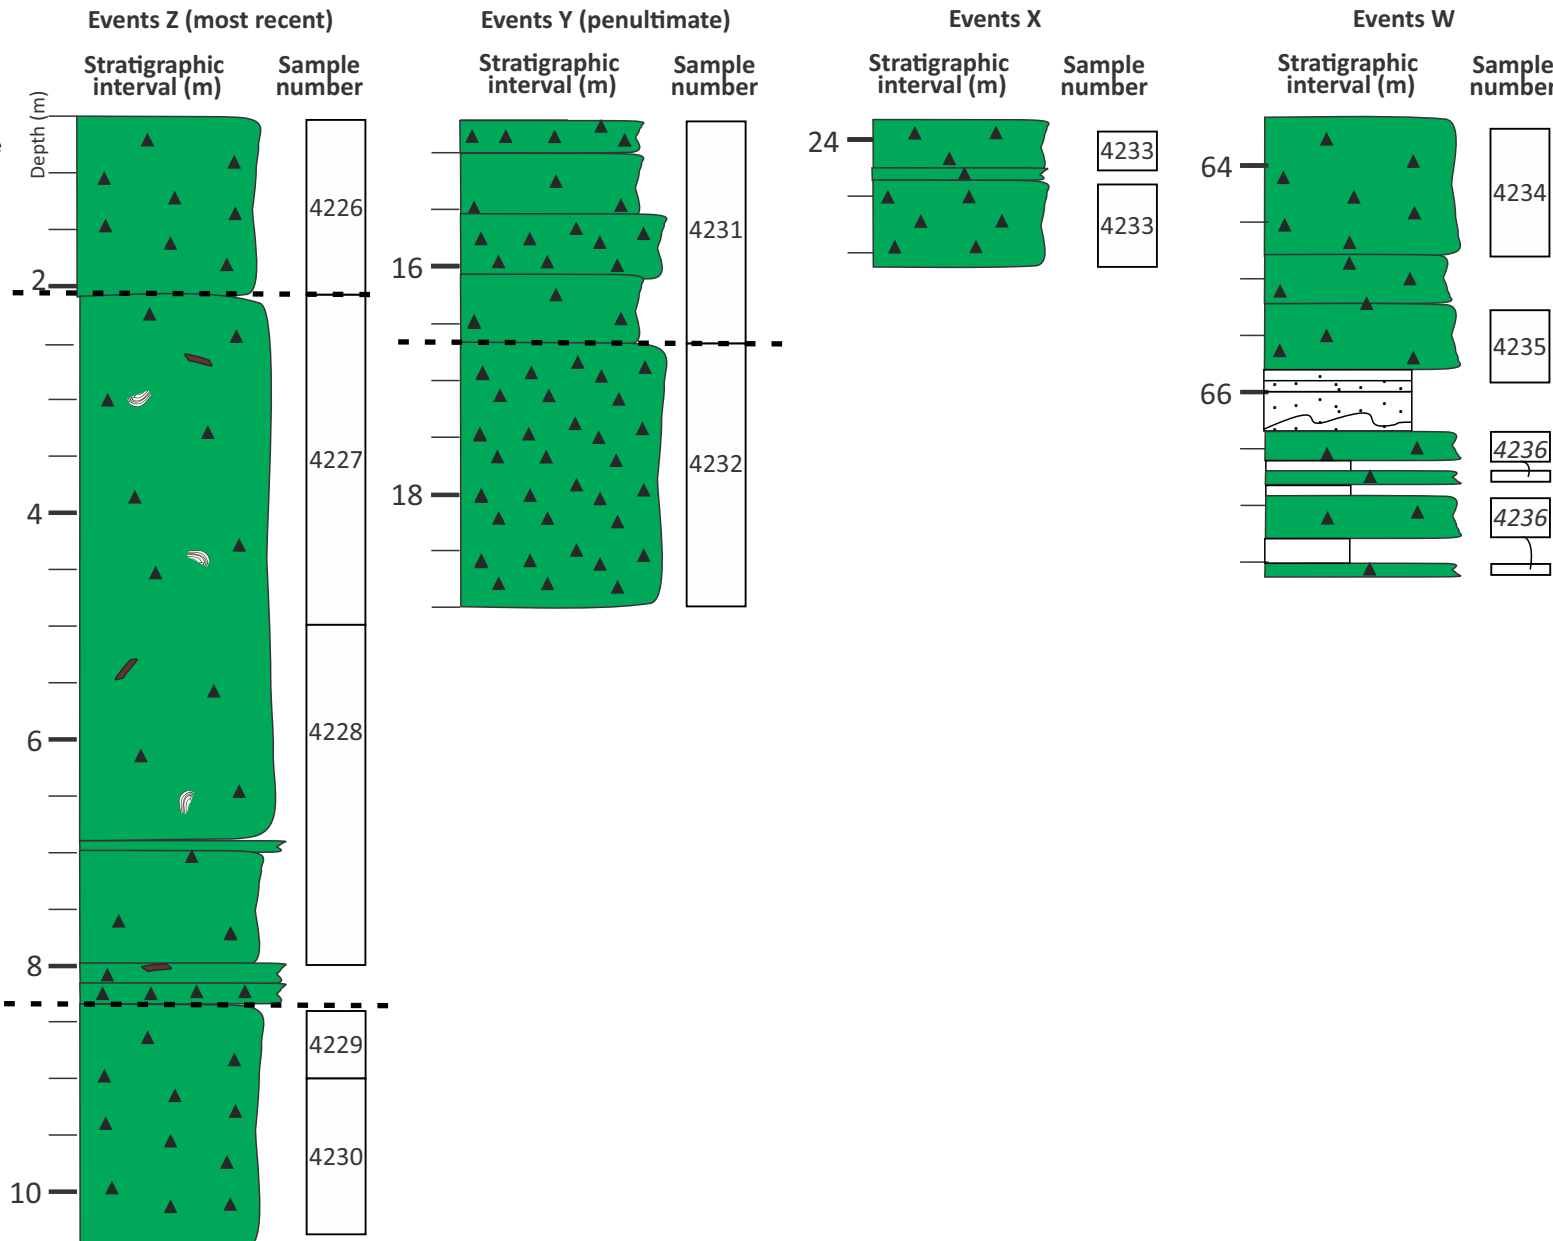 Events Z (most recent)
Stratigraphic
interval (m)
Sample
number
Depth (m)
2
4
6
8
10
4226
4227
4228
4229
4230
Events Y (penultimate)
Stratigraphic
interval (m)
Sample
number
16
18
4231
4232
Events X
Stratigraphic
interval (m)
Sample
number
24
4233
4233
Events W
Stratigraphic
interval (m)
Sample
number
64
66
4234
4235
4236
4236